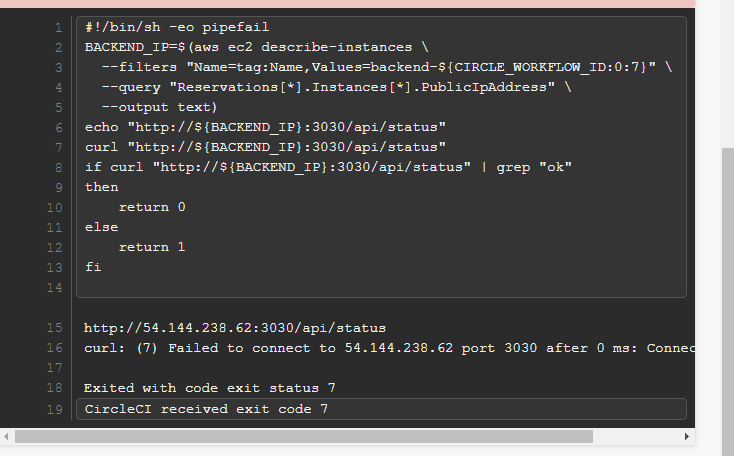 1 #!/bin/sh -eo pipefail
2 BACKEND_IP=$(aws ec2 describe-instances \
3   --filters "Name=tag:Name,Values=backend-${CIRCLE_WORKFLOW_ID:0:7}" \
4   --query "Reservations[*].Instances[*].PublicIpAddress" \
5   --output text)
6 echo "http://${BACKEND_IP}:3030/api/status"
7 curl "http://${BACKEND_IP}:3030/api/status"
8 if curl "http://${BACKEND_IP}:3030/api/status" | grep "ok"
9 then
10     return 0
11 else
12     return 1
13 fi
14
15 http://54.144.238.62:3030/api/status
16 curl: (7) Failed to connect to 54.144.238.62 port 3030 after 0 ms: Connec
17
18 Exited with code exit status 7
19 CircleCI received exit code 7